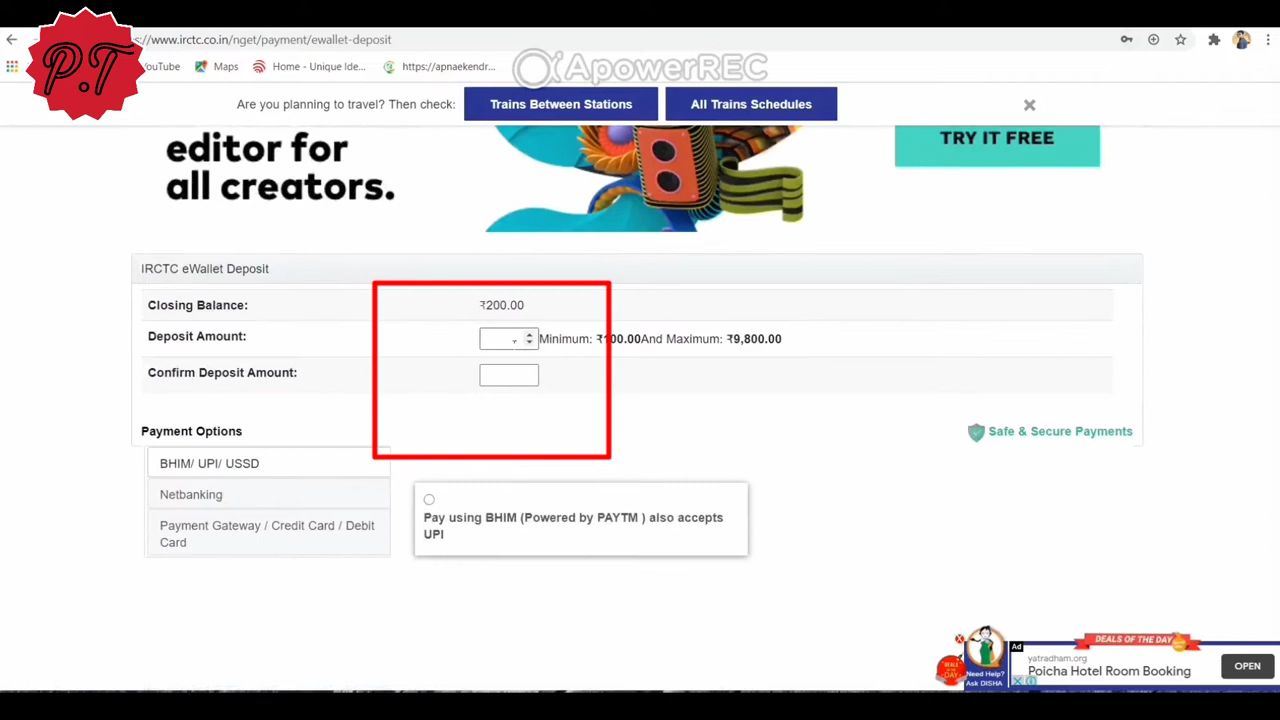 P.T
://www.irctc.co.in/nget/payment/ewallet-deposit
YouTube
Maps
Home - Unique Ide...
https://apnaekendr...
ApowerREC
Are you planning to travel? Then check:
Trains Between Stations
All Trains Schedules
editor for
all creators.
TRY IT FREE
IRCTC eWallet Deposit
Closing Balance:
₹200.00
Deposit Amount:
Minimum: ₹100.00And Maximum: ₹9,800.00
Confirm Deposit Amount:
Payment Options
Safe & Secure Payments
BHIM/ UPI/ USSD
Netbanking
Payment Gateway / Credit Card / Debit
Card
Pay using BHIM (Powered by PAYTM ) also accepts
UPI
DEALS OF THE DAY
Need Help?
Ask DISHA
Ad
yatradham.org
Poicha Hotel Room Booking
OPEN